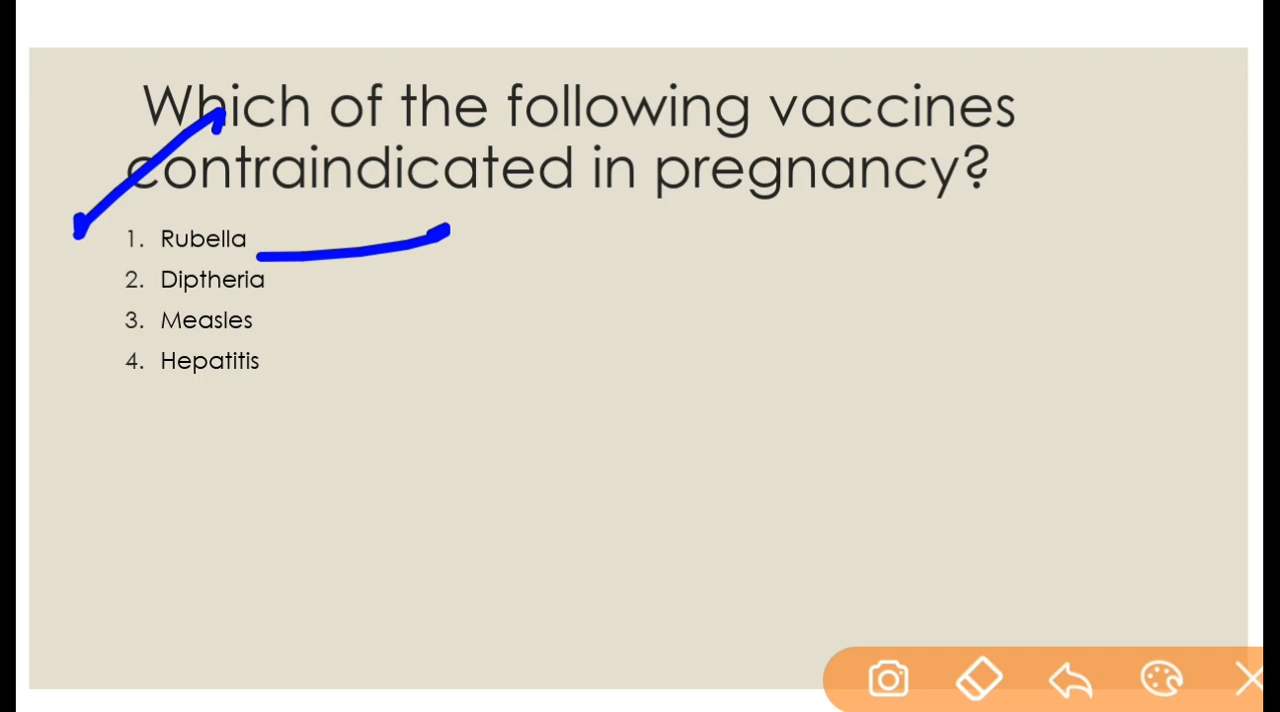 Which of the following vaccines
contraindicated in pregnancy?
1. Rubella
2. Diptheria
3. Measles
4. Hepatitis